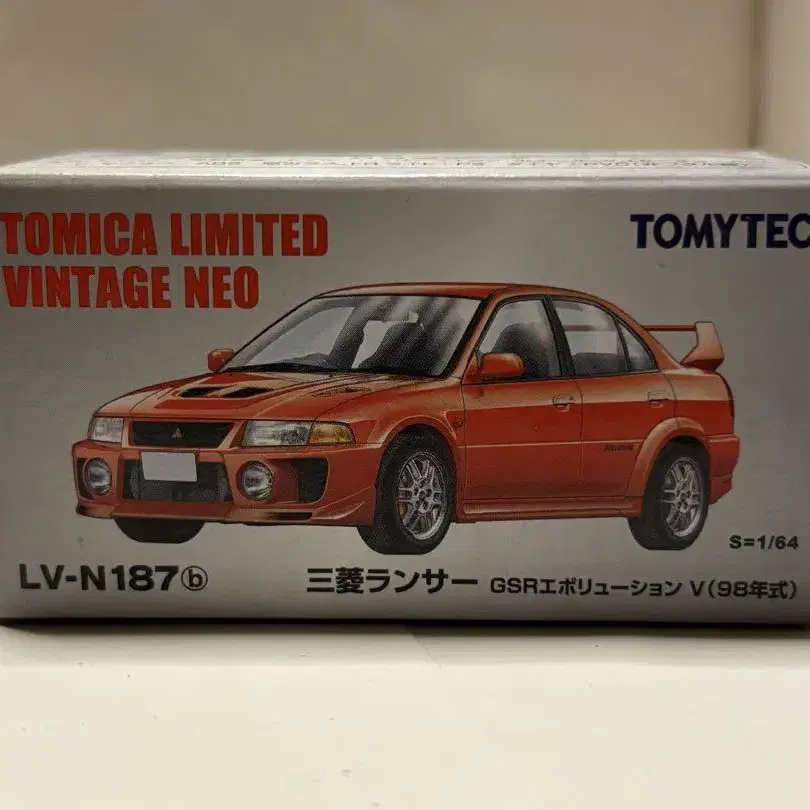 TOMICA LIMITED
VINTAGE NEO
TOMYTEC
S=1/64
LV-N187ⓑ
三菱ランサー GSRエボリューション V(98年式)